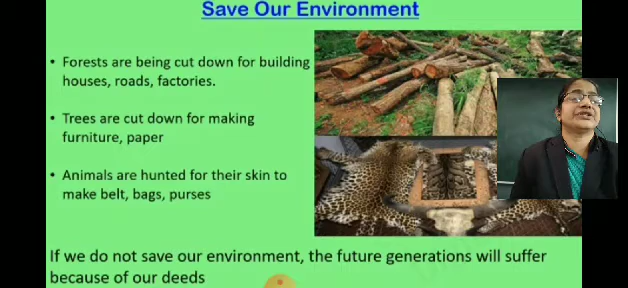 Save Our Environment
• Forests are being cut down for building
houses, roads, factories.
• Trees are cut down for making
furniture, paper
• Animals are hunted for their skin to
make belt, bags, purses
If we do not save our environment, the future generations will suffer
because of our deeds